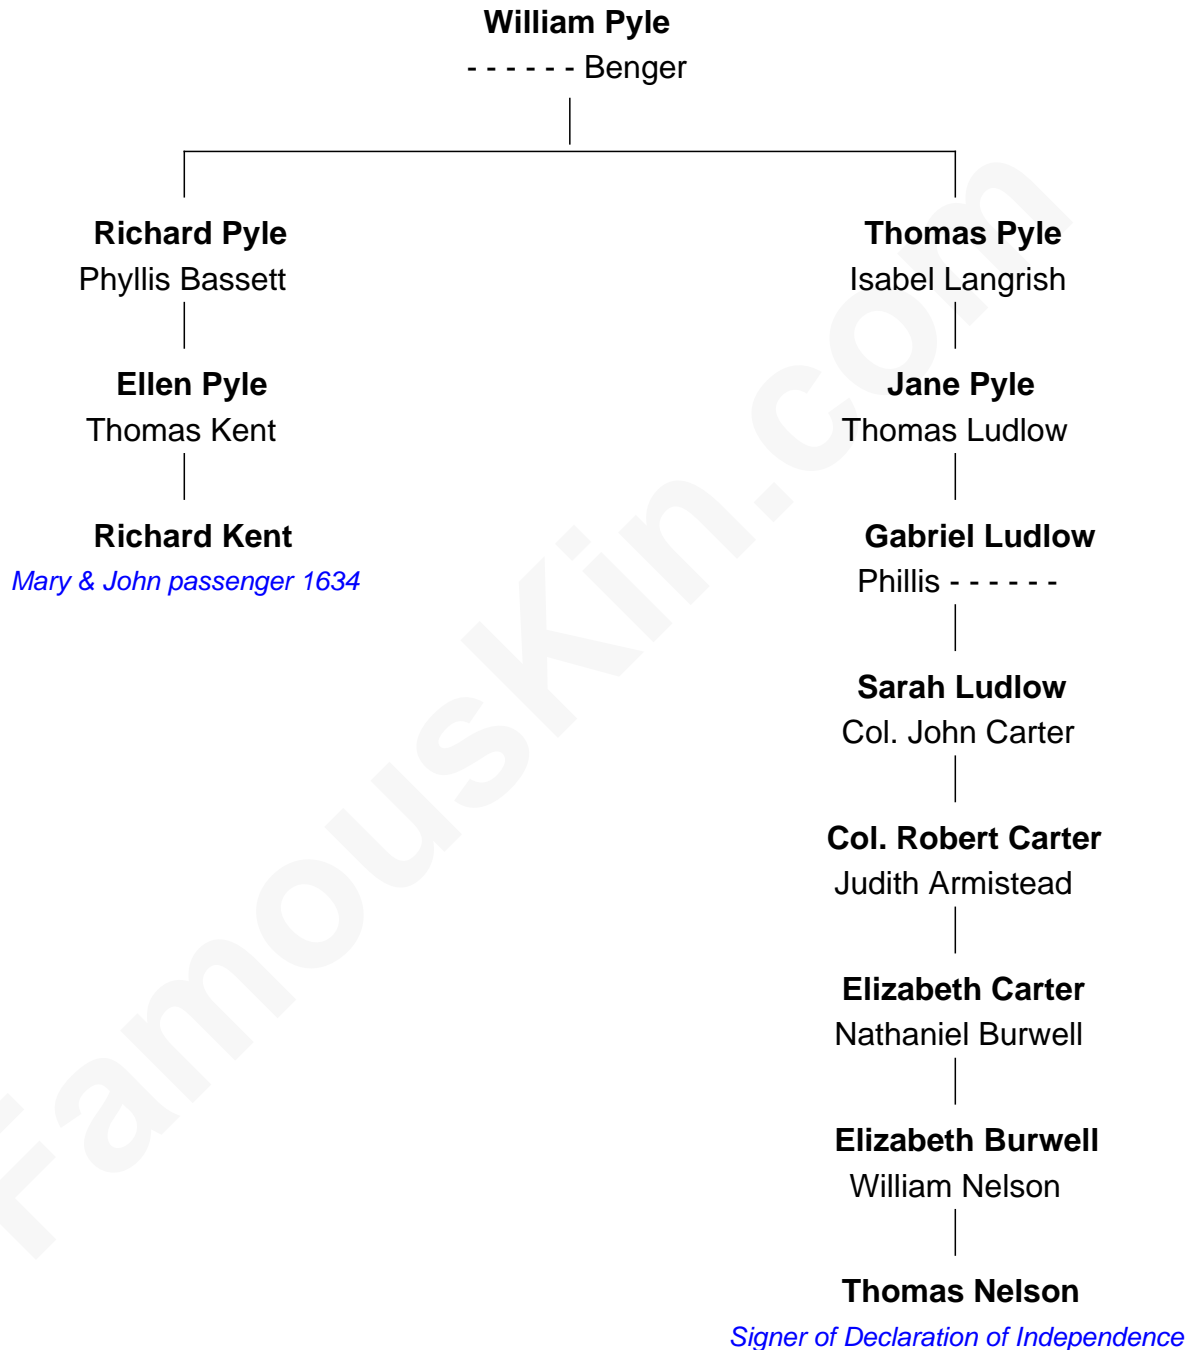 William Pyle
- - - - - - Benger
Richard Pyle
Phyllis Bassett
Thomas Pyle
Isabel Langrish
Ellen Pyle
Thomas Kent
Jane Pyle
Thomas Ludlow
Richard Kent
Mary & John passenger 1634
Gabriel Ludlow
Phillis - - - - - -
Sarah Ludlow
Col. John Carter
Col. Robert Carter
Judith Armistead
Elizabeth Carter
Nathaniel Burwell
Elizabeth Burwell
William Nelson
Thomas Nelson
Signer of Declaration of Independence
FamousKin.com